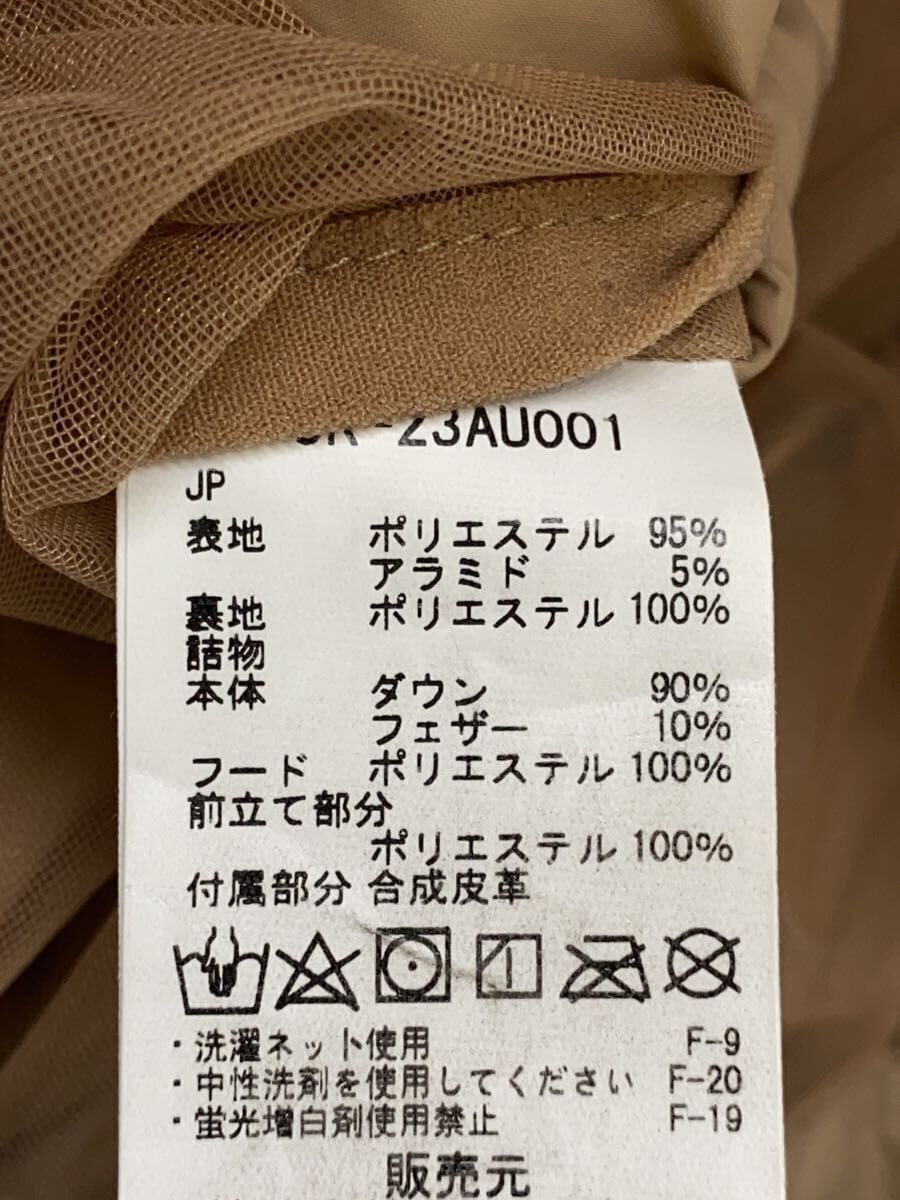 -23AU001
JP
表地 ポリエステル 95%
アラミド 5%
裏地 ポリエステル 100%
詰物
本体 ダウン 90%
フェザー 10%
フード ポリエステル 100%
前立て部分
ポリエステル 100%
付属部分 合成皮革
・洗濯ネット使用 F-9
・中性洗剤を使用してください F-20
・蛍光増白剤使用禁止 F-19
販売元